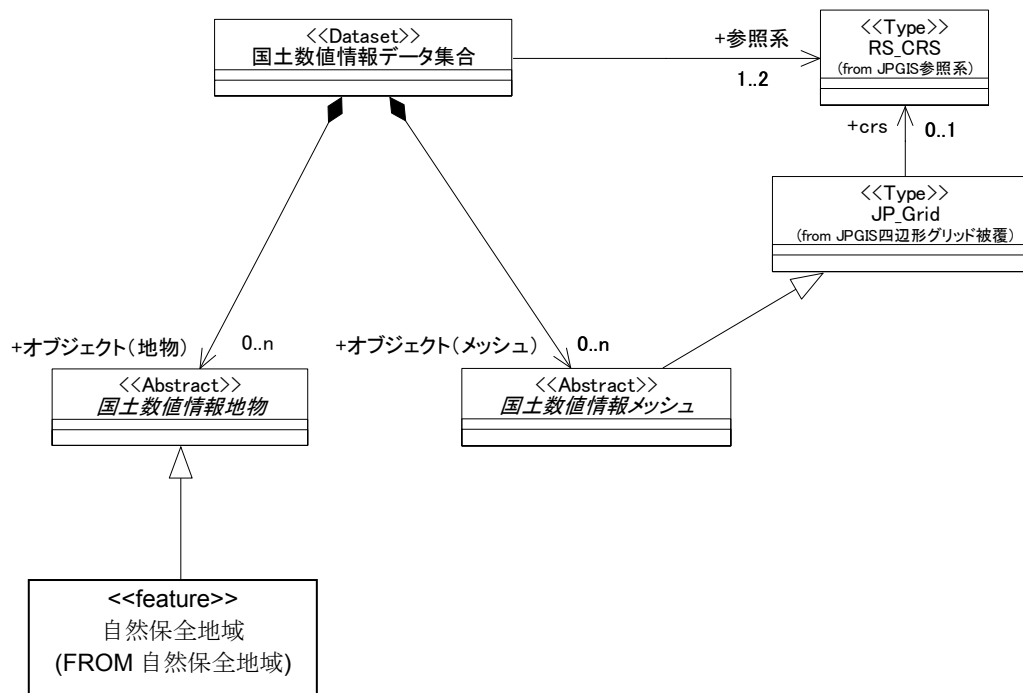 <<Dataset>>
国土数値情報データ集合
+参照系
1..2
<<Type>>
RS_CRS
(from JPGIS参照系)
+crs
0..1
<<Type>>
JP_Grid
(from JPGIS四辺形グリッド被覆)
+オブジェクト(地物)
0..n
+オブジェクト(メッシュ)
0..n
<<Abstract>>
国土数値情報地物
<<Abstract>>
国土数値情報メッシュ
<<feature>>
自然保全地域
(FROM 自然保全地域)